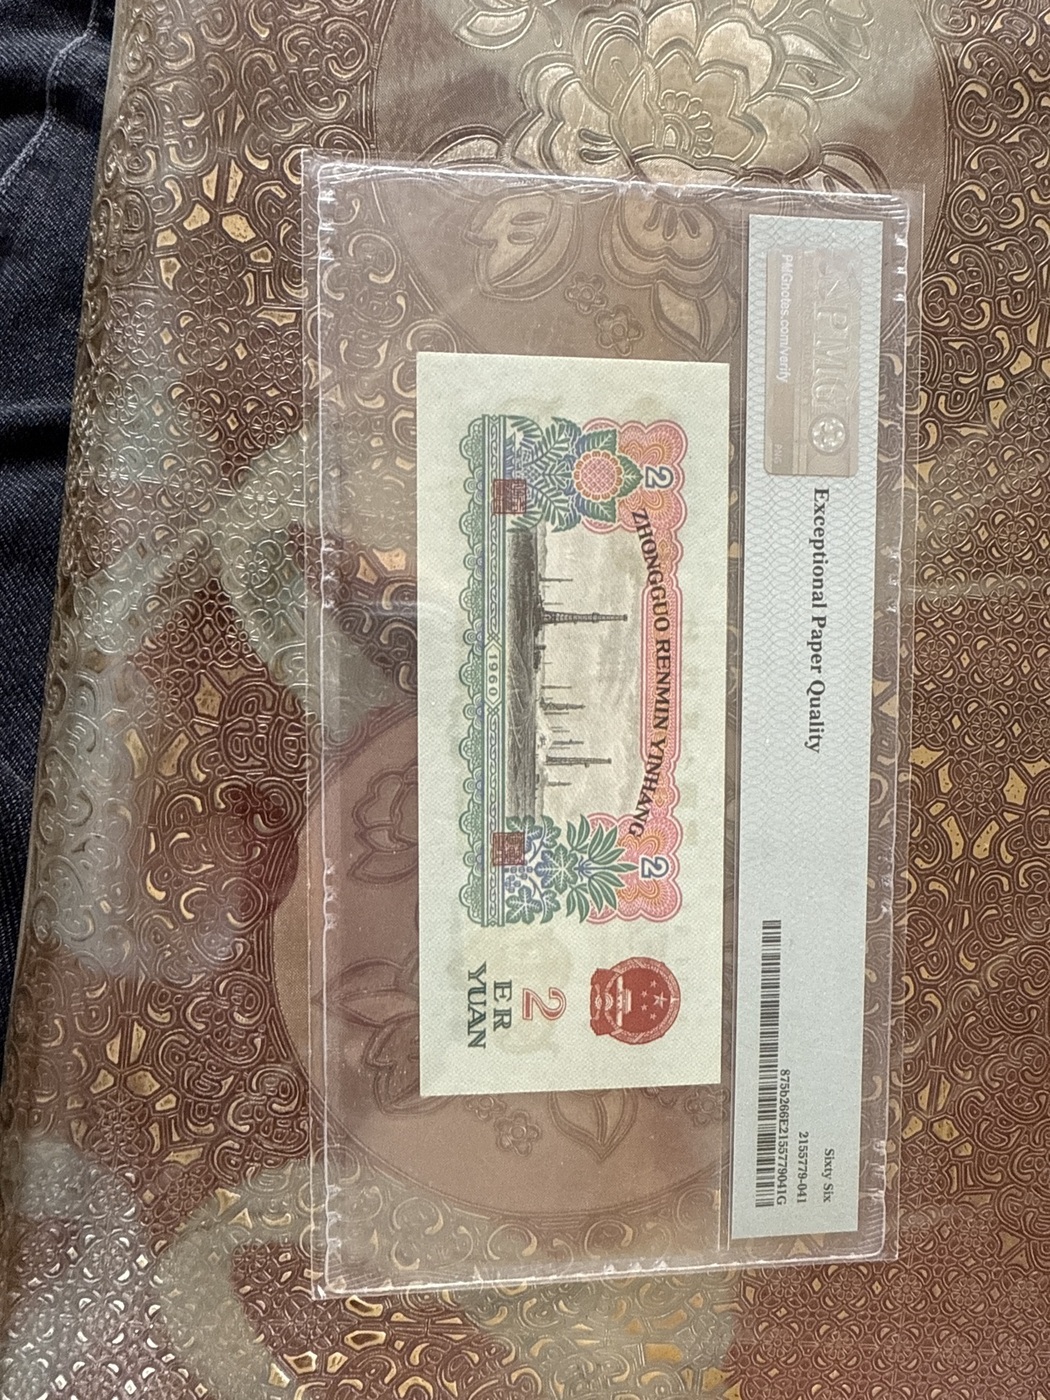 PMG
PMGnotes.com/verify
Exceptional Paper Quality
Sixty Six
2155779-041
875b266E2155779041G
ZHONGGUO RENMIN YINHANG
2
2
1960
2
ER
YUAN